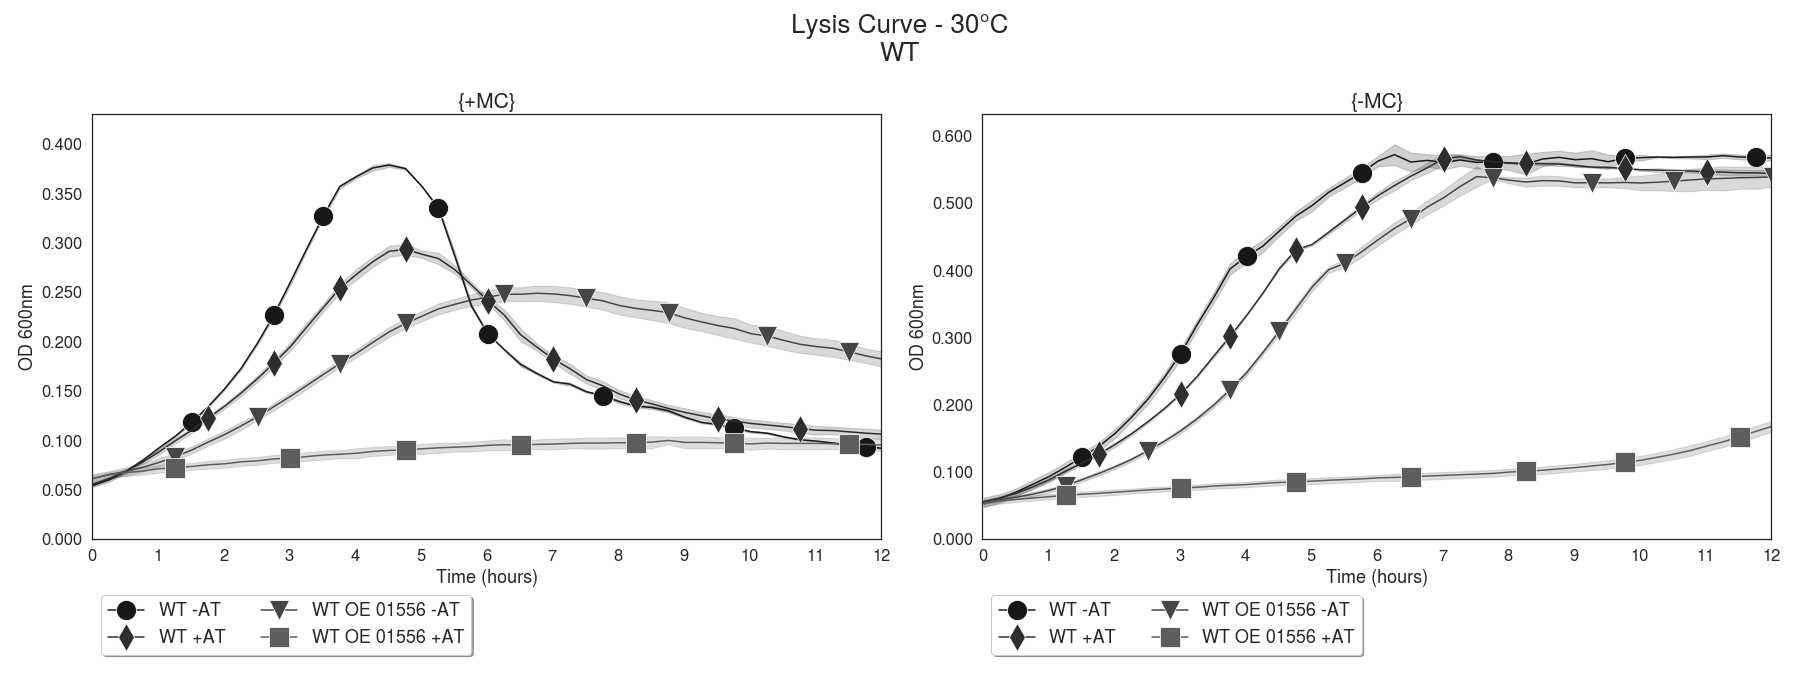 Lysis Curve - 30°C
WT
{+MC}
0.400
0.350
0.300
0.250
0.200
0.150
0.100
0.050
0.000
OD 600nm
0 1 2 3 4 5 6 7 8 9 10 11 12
Time (hours)
WT -AT WT OE 01556 -AT
WT +AT WT OE 01556 +AT
{-MC}
0.600
0.500
0.400
0.300
0.200
0.100
0.000
OD 600nm
0 1 2 3 4 5 6 7 8 9 10 11 12
Time (hours)
WT -AT WT OE 01556 -AT
WT +AT WT OE 01556 +AT